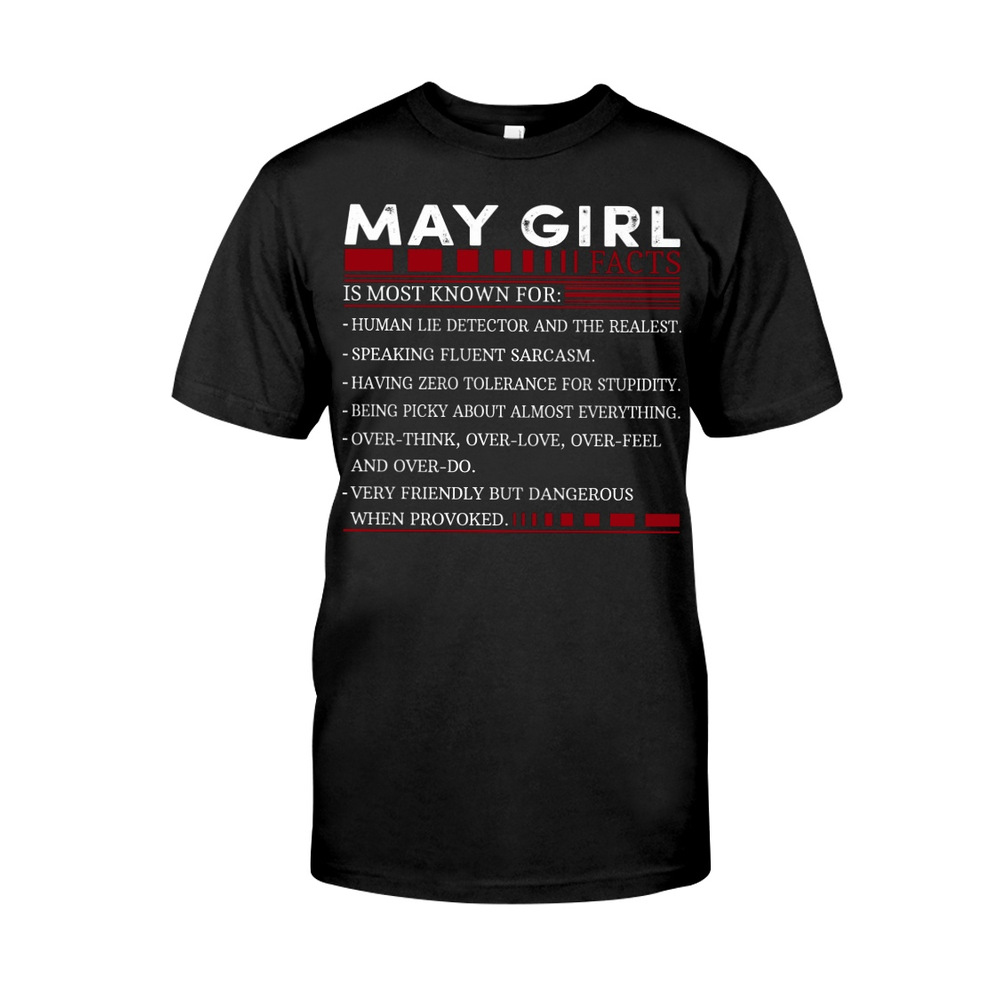 MAY GIRL
FACTS
IS MOST KNOWN FOR:
- HUMAN LIE DETECTOR AND THE REALEST.
- SPEAKING FLUENT SARCASM.
- HAVING ZERO TOLERANCE FOR STUPIDITY.
- BEING PICKY ABOUT ALMOST EVERYTHING.
- OVER-THINK, OVER-LOVE, OVER-FEEL
AND OVER-DO.
- VERY FRIENDLY BUT DANGEROUS
WHEN PROVOKED.